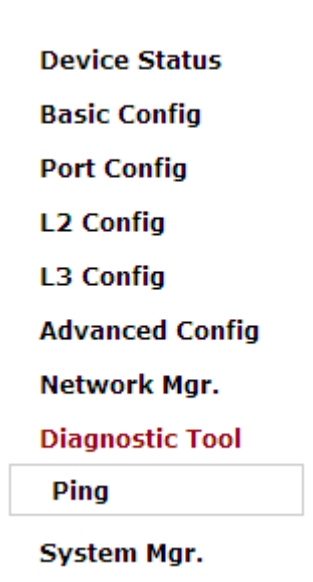 Device Status
Basic Config
Port Config
L2 Config
L3 Config
Advanced Config
Network Mgr.
Diagnostic Tool
Ping
System Mgr.